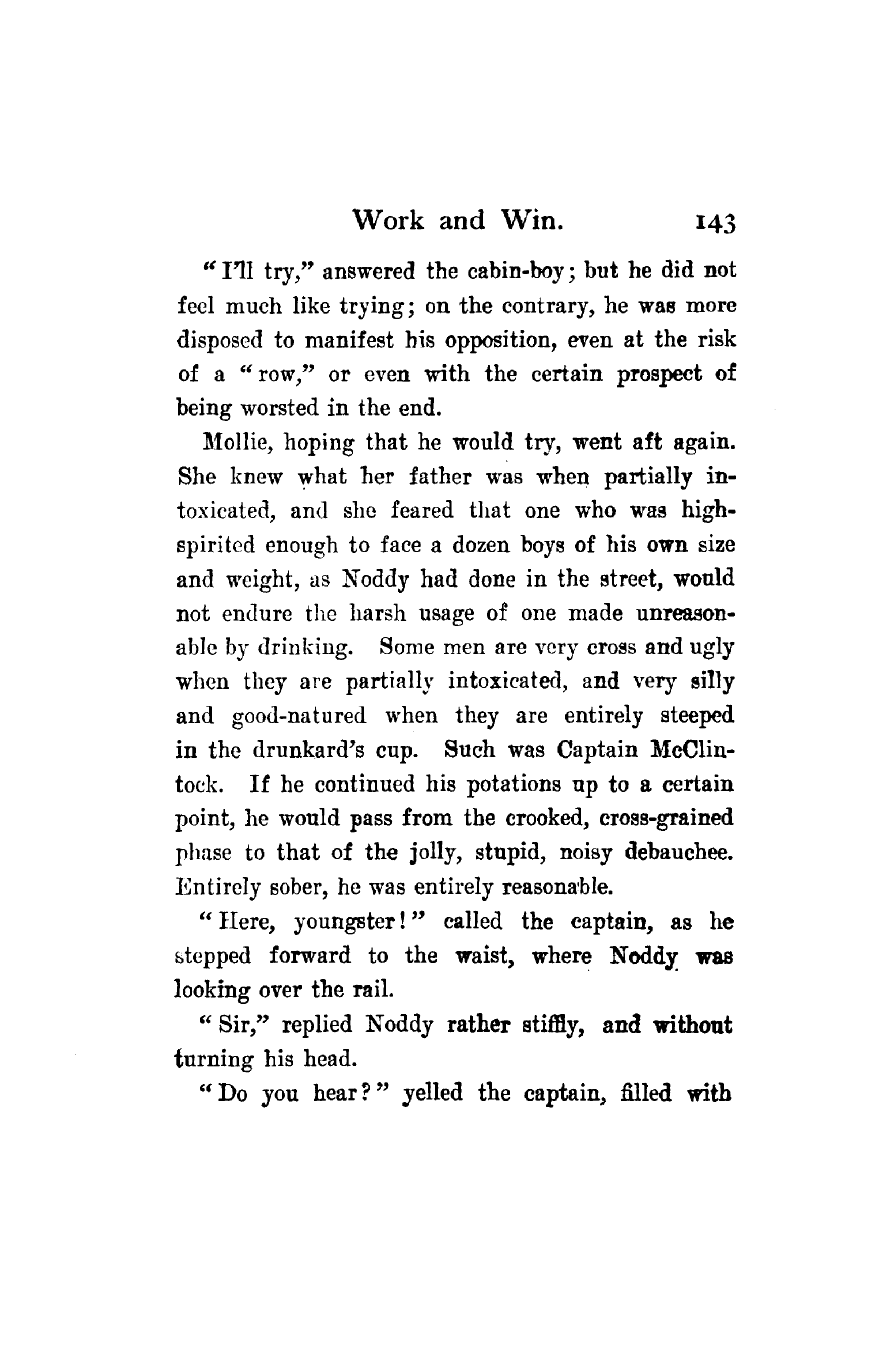 Work and Win. 143
"I'll try," answered the cabin-boy; but he did not
feel much like trying; on the contrary, he was more
disposed to manifest his opposition, even at the risk
of a "row," or even with the certain prospect of
being worsted in the end.
Mollie, hoping that he would try, went aft again.
She knew what her father was when partially in-
toxicated, and she feared that one who was high-
spirited enough to face a dozen boys of his own size
and weight, as Noddy had done in the street, would
not endure the harsh usage of one made unreason-
able by drinking. Some men are very cross and ugly
when they are partially intoxicated, and very silly
and good-natured when they are entirely steeped
in the drunkard's cup. Such was Captain McClin-
tock. If he continued his potations up to a certain
point, he would pass from the crooked, cross-grained
phase to that of the jolly, stupid, noisy debauchee.
Entirely sober, he was entirely reasonable.
"Here, youngster!" called the captain, as he
stepped forward to the waist, where Noddy was
looking over the rail.
"Sir," replied Noddy rather stiffly, and without
turning his head.
"Do you hear?" yelled the captain, filled with